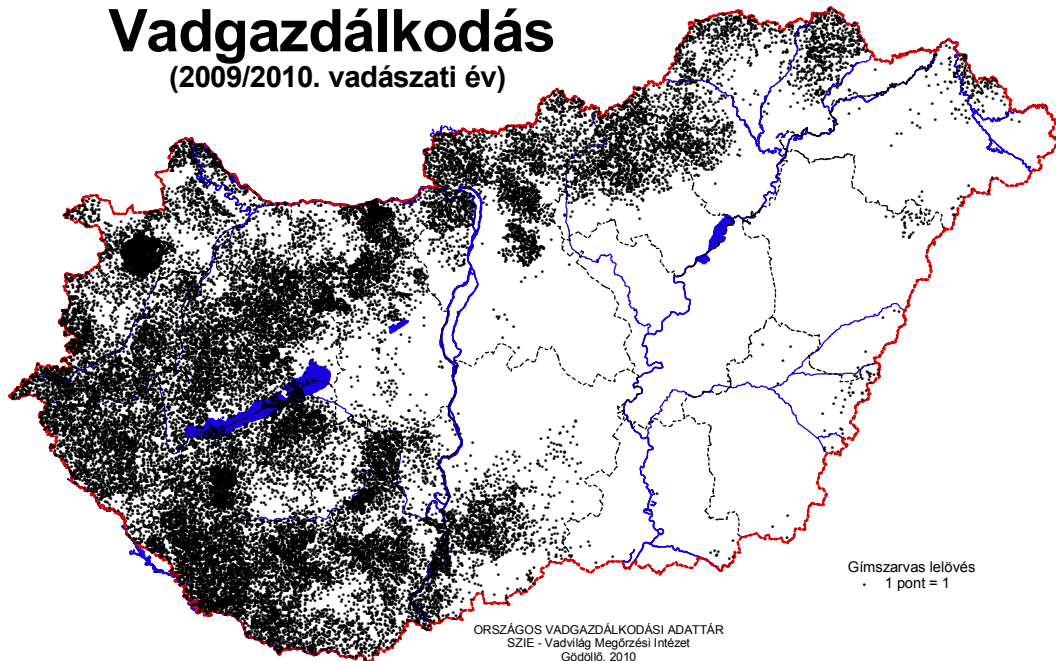 Vadgazdálkodás
(2009/2010. vadászati év)
Gímszarvas lelövés
1 pont = 1
ORSZÁGOS VADGAZDÁLKODÁSI ADATTÁR
SZIE - Vadvilág Megőrzési Intézet
Gödöllő, 2010